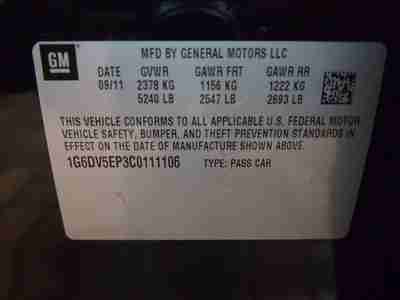 GM
MFD BY GENERAL MOTORS LLC
DATE GVWR GAWR FRT GAWR RR
09/11 2378 KG 1156 KG 1222 KG
5240 LB 2547 LB 2693 LB
THIS VEHICLE CONFORMS TO ALL APPLICABLE U.S. FEDERAL MOTOR
VEHICLE SAFETY, BUMPER, AND THEFT PREVENTION STANDARDS IN
EFFECT ON THE DATE OF MANUFACTURE SHOWN ABOVE.
1G6DV5EP3C0111106 TYPE: PASS CAR